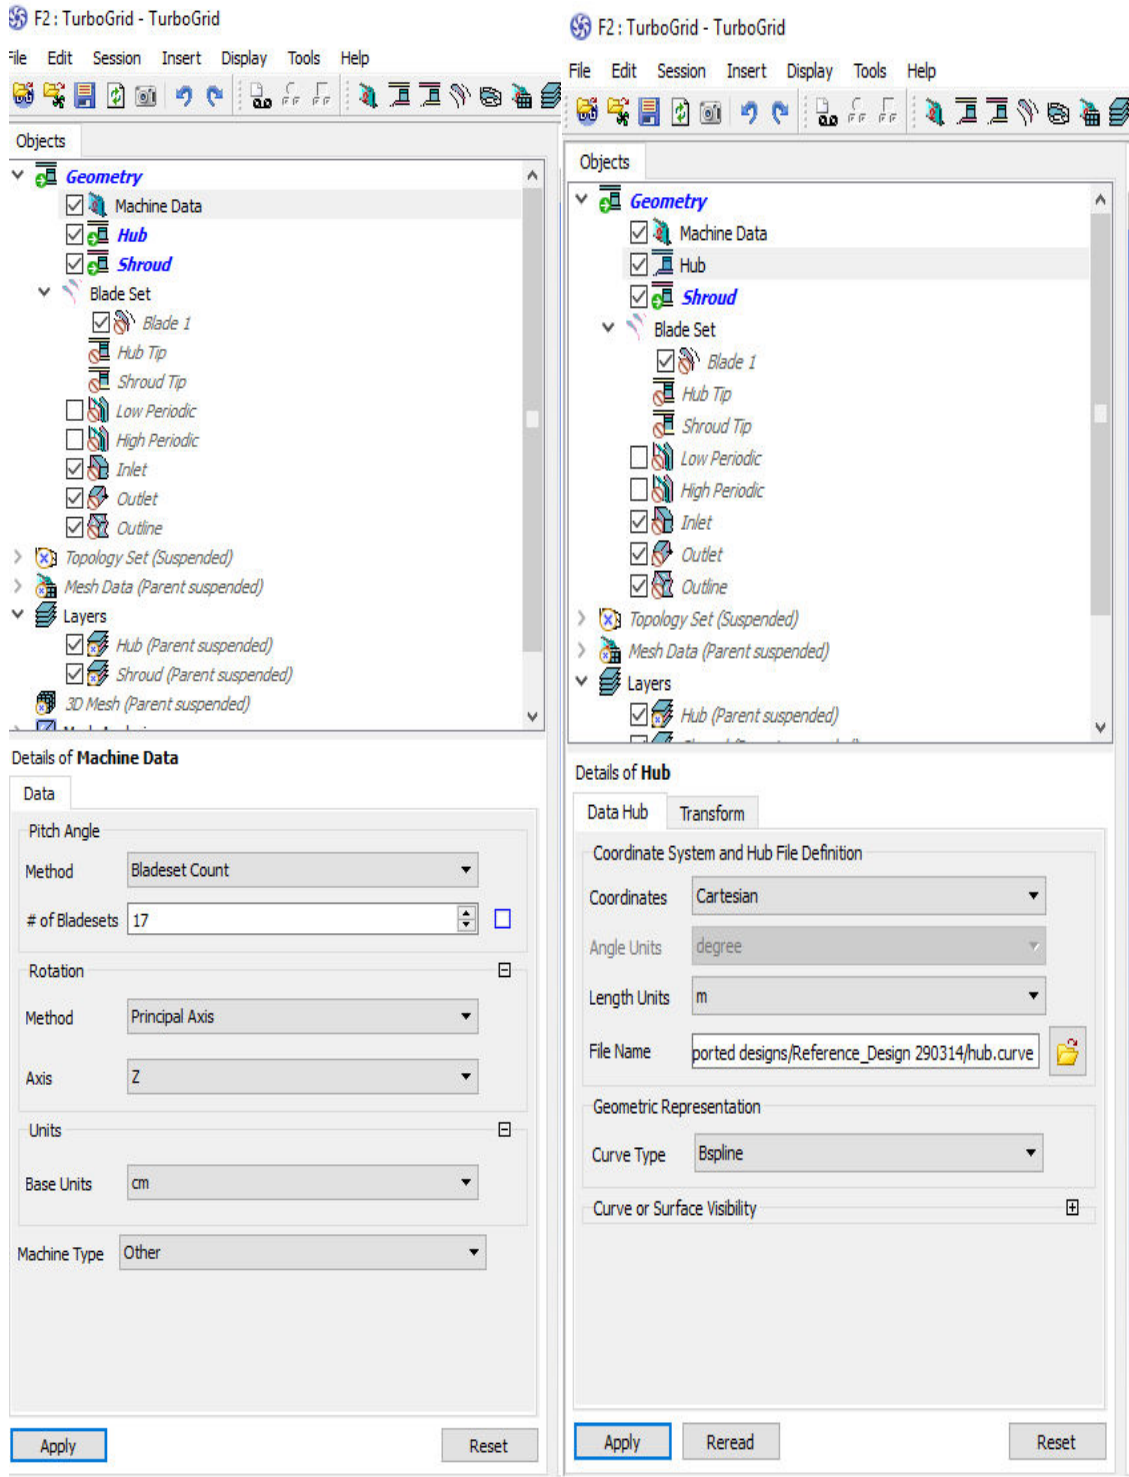 F2 : TurboGrid - TurboGrid
File Edit Session Insert Display Tools Help
Objects
Geometry
Machine Data
Hub
Shroud
Blade Set
Blade 1
Hub Tip
Shroud Tip
Low Periodic
High Periodic
Inlet
Outlet
Outline
Topology Set (Suspended)
Mesh Data (Parent suspended)
Layers
Hub (Parent suspended)
Shroud (Parent suspended)
3D Mesh (Parent suspended)
Details of Machine Data
Data
Pitch Angle
Method Bladeset Count
# of Bladesets 17
Rotation
Method Principal Axis
Axis Z
Units
Base Units cm
Machine Type Other
Apply Reset
F2 : TurboGrid - TurboGrid
File Edit Session Insert Display Tools Help
Objects
Geometry
Machine Data
Hub
Shroud
Blade Set
Blade 1
Hub Tip
Shroud Tip
Low Periodic
High Periodic
Inlet
Outlet
Outline
Topology Set (Suspended)
Mesh Data (Parent suspended)
Layers
Hub (Parent suspended)
Details of Hub
Data Hub Transform
Coordinate System and Hub File Definition
Coordinates Cartesian
Angle Units degree
Length Units m
File Name ported designs/Reference_Design 290314/hub.curve
Geometric Representation
Curve Type Bspline
Curve or Surface Visibility
Apply Reread Reset